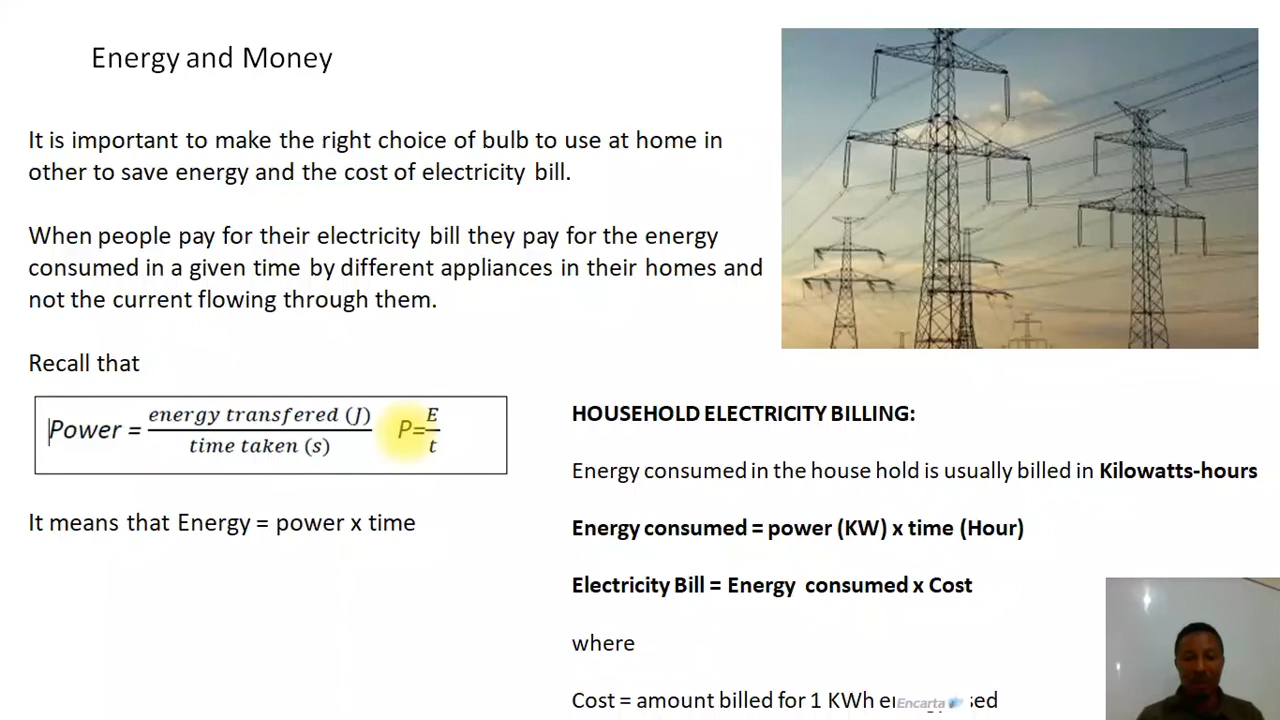 Energy and Money
It is important to make the right choice of bulb to use at home in
other to save energy and the cost of electricity bill.
When people pay for their electricity bill they pay for the energy
consumed in a given time by different appliances in their homes and
not the current flowing through them.
Recall that
Power = energy transfered (J) / time taken (s) P= E / t
It means that Energy = power x time
HOUSEHOLD ELECTRICITY BILLING:
Energy consumed in the house hold is usually billed in Kilowatts-hours
Energy consumed = power (KW) x time (Hour)
Electricity Bill = Energy consumed x Cost
where
Cost = amount billed for 1 KWh
Encarta